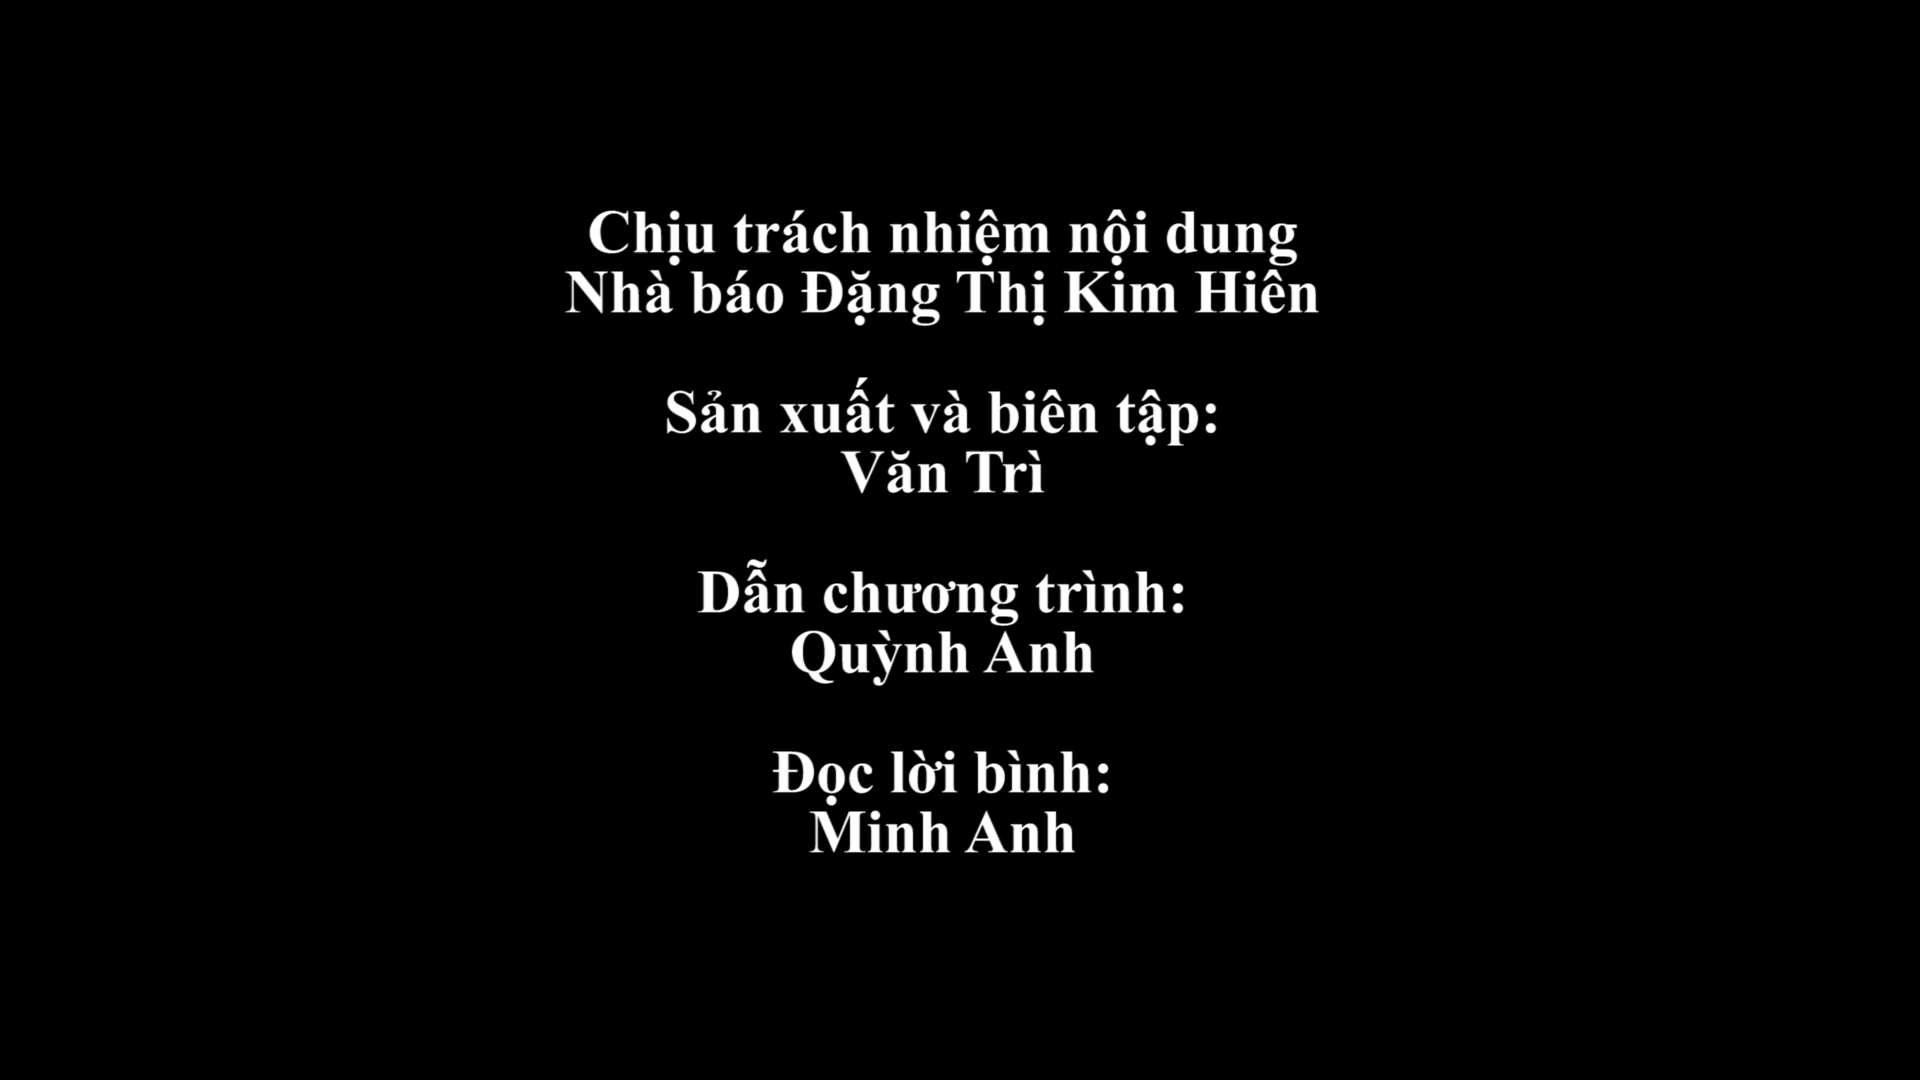 Chịu trách nhiệm nội dung
Nhà báo Đặng Thị Kim Hiên
Sản xuất và biên tập:
Văn Trì
Dẫn chương trình:
Quỳnh Anh
Đọc lời bình:
Minh Anh